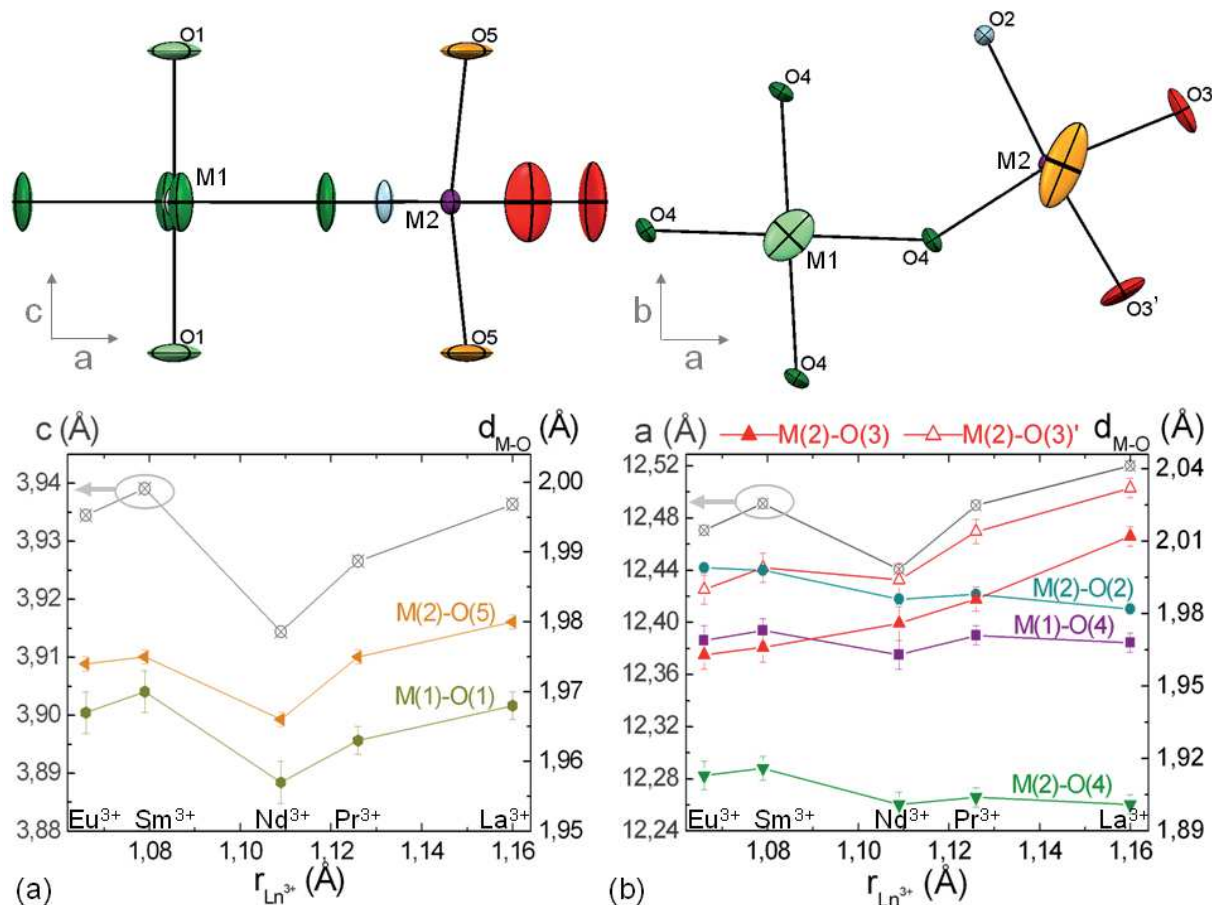 O1
O5
M1
M2
c
a
O1
O5
O2
O4
O3
M2
O4
O4
M1
b
a
O3'
O4
c (Å)
d_M-O (Å)
3,94
3,93
3,92
3,91
3,90
3,89
3,88
2,00
1,99
1,98
1,97
1,96
1,95
M(2)-O(5)
M(1)-O(1)
Eu³⁺ Sm³⁺ Nd³⁺ Pr³⁺ La³⁺
1,08 1,10 1,12 1,14 1,16
(a)
r_Ln³⁺ (Å)
a (Å)
M(2)-O(3) M(2)-O(3)'
d_M-O (Å)
12,52
12,48
12,44
12,40
12,36
12,32
12,28
12,24
2,04
2,01
1,98
1,95
1,92
1,89
M(2)-O(2)
M(1)-O(4)
M(2)-O(4)
Eu³⁺ Sm³⁺ Nd³⁺ Pr³⁺ La³⁺
1,08 1,10 1,12 1,14 1,16
(b)
r_Ln³⁺ (Å)